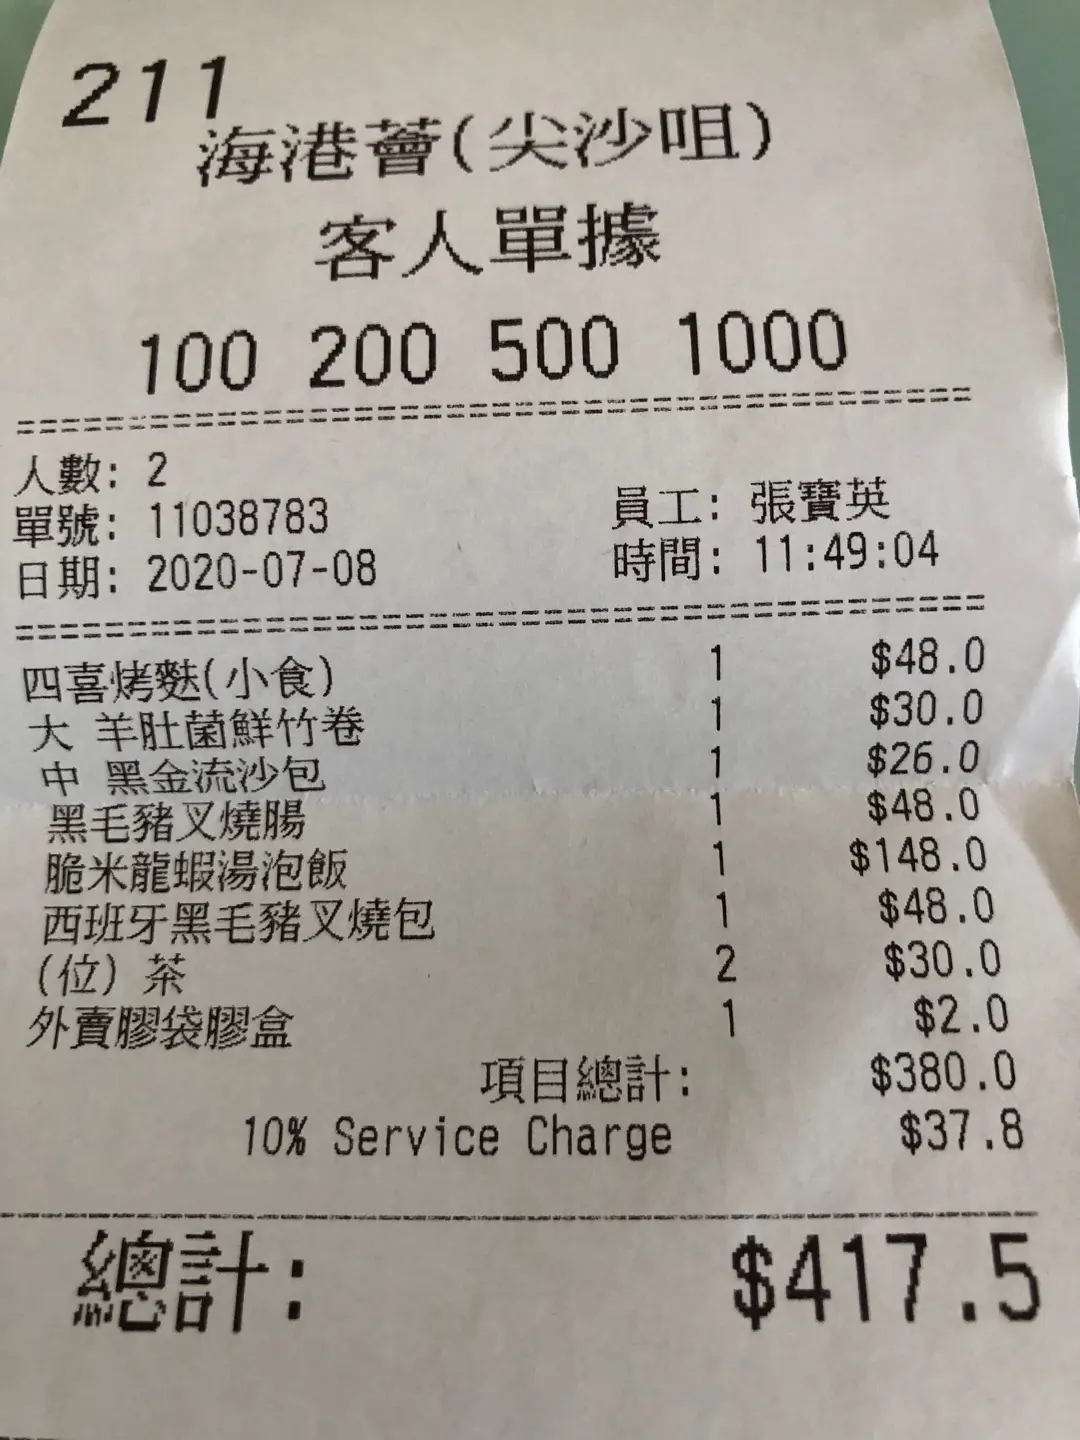 211
海港薈(尖沙咀)
客人單據
100 200 500 1000
人數: 2
單號: 11038783 員工: 張寶英
日期: 2020-07-08 時間: 11:49:04
四喜烤麩(小食) 1 $48.0
大 羊肚菌鮮竹卷 1 $30.0
中 黑金流沙包 1 $26.0
黑毛豬叉燒腸 1 $48.0
脆米龍蝦湯泡飯 1 $148.0
西班牙黑毛豬叉燒包 1 $48.0
(位) 茶 2 $30.0
外賣膠袋膠盒 1 $2.0
項目總計: $380.0
10% Service Charge $37.8
總計: $417.5